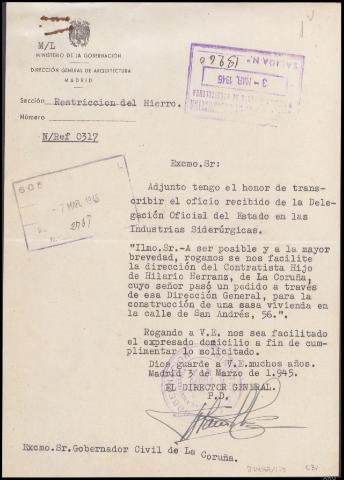 M/L
MINISTERIO DE LA GOBERNACIÓN
DIRECCIÓN GENERAL DE ARQUITECTURA
MADRID
SALIDA N.º
3 - MAR. 1945
Sección Restriccion del Hierro.
Número
N/Ref 0317
Excmo.Sr:
Adjunto tengo el honor de trans-
cribir el oficio recibido de la Dele-
gación Oficial del Estado en las
Industrias Siderúrgicas.
"Ilmo.Sr.-A ser posible y a la mayor
brevedad, rogamos se nos facilite
la dirección del Contratista Hijo
de Hilario Herranz, de La Coruña,
cuyo señor pasó un pedido a través
de esa Dirección General, para la
construcción de una sasa vivienda en
la calle de San Andrés, 56.".
Rogando a V.E. nos sea facilitado
el expresado domicilio a fin de cum-
plimentar lo solicitado.
Dios guarde a V.E.muchos años.
Madrid 3 de Marzo de 1.945.
EL DIRECTOR GENERAL
P.D.
Excmo.Sr.Gobernador Civil de La
Coruña.